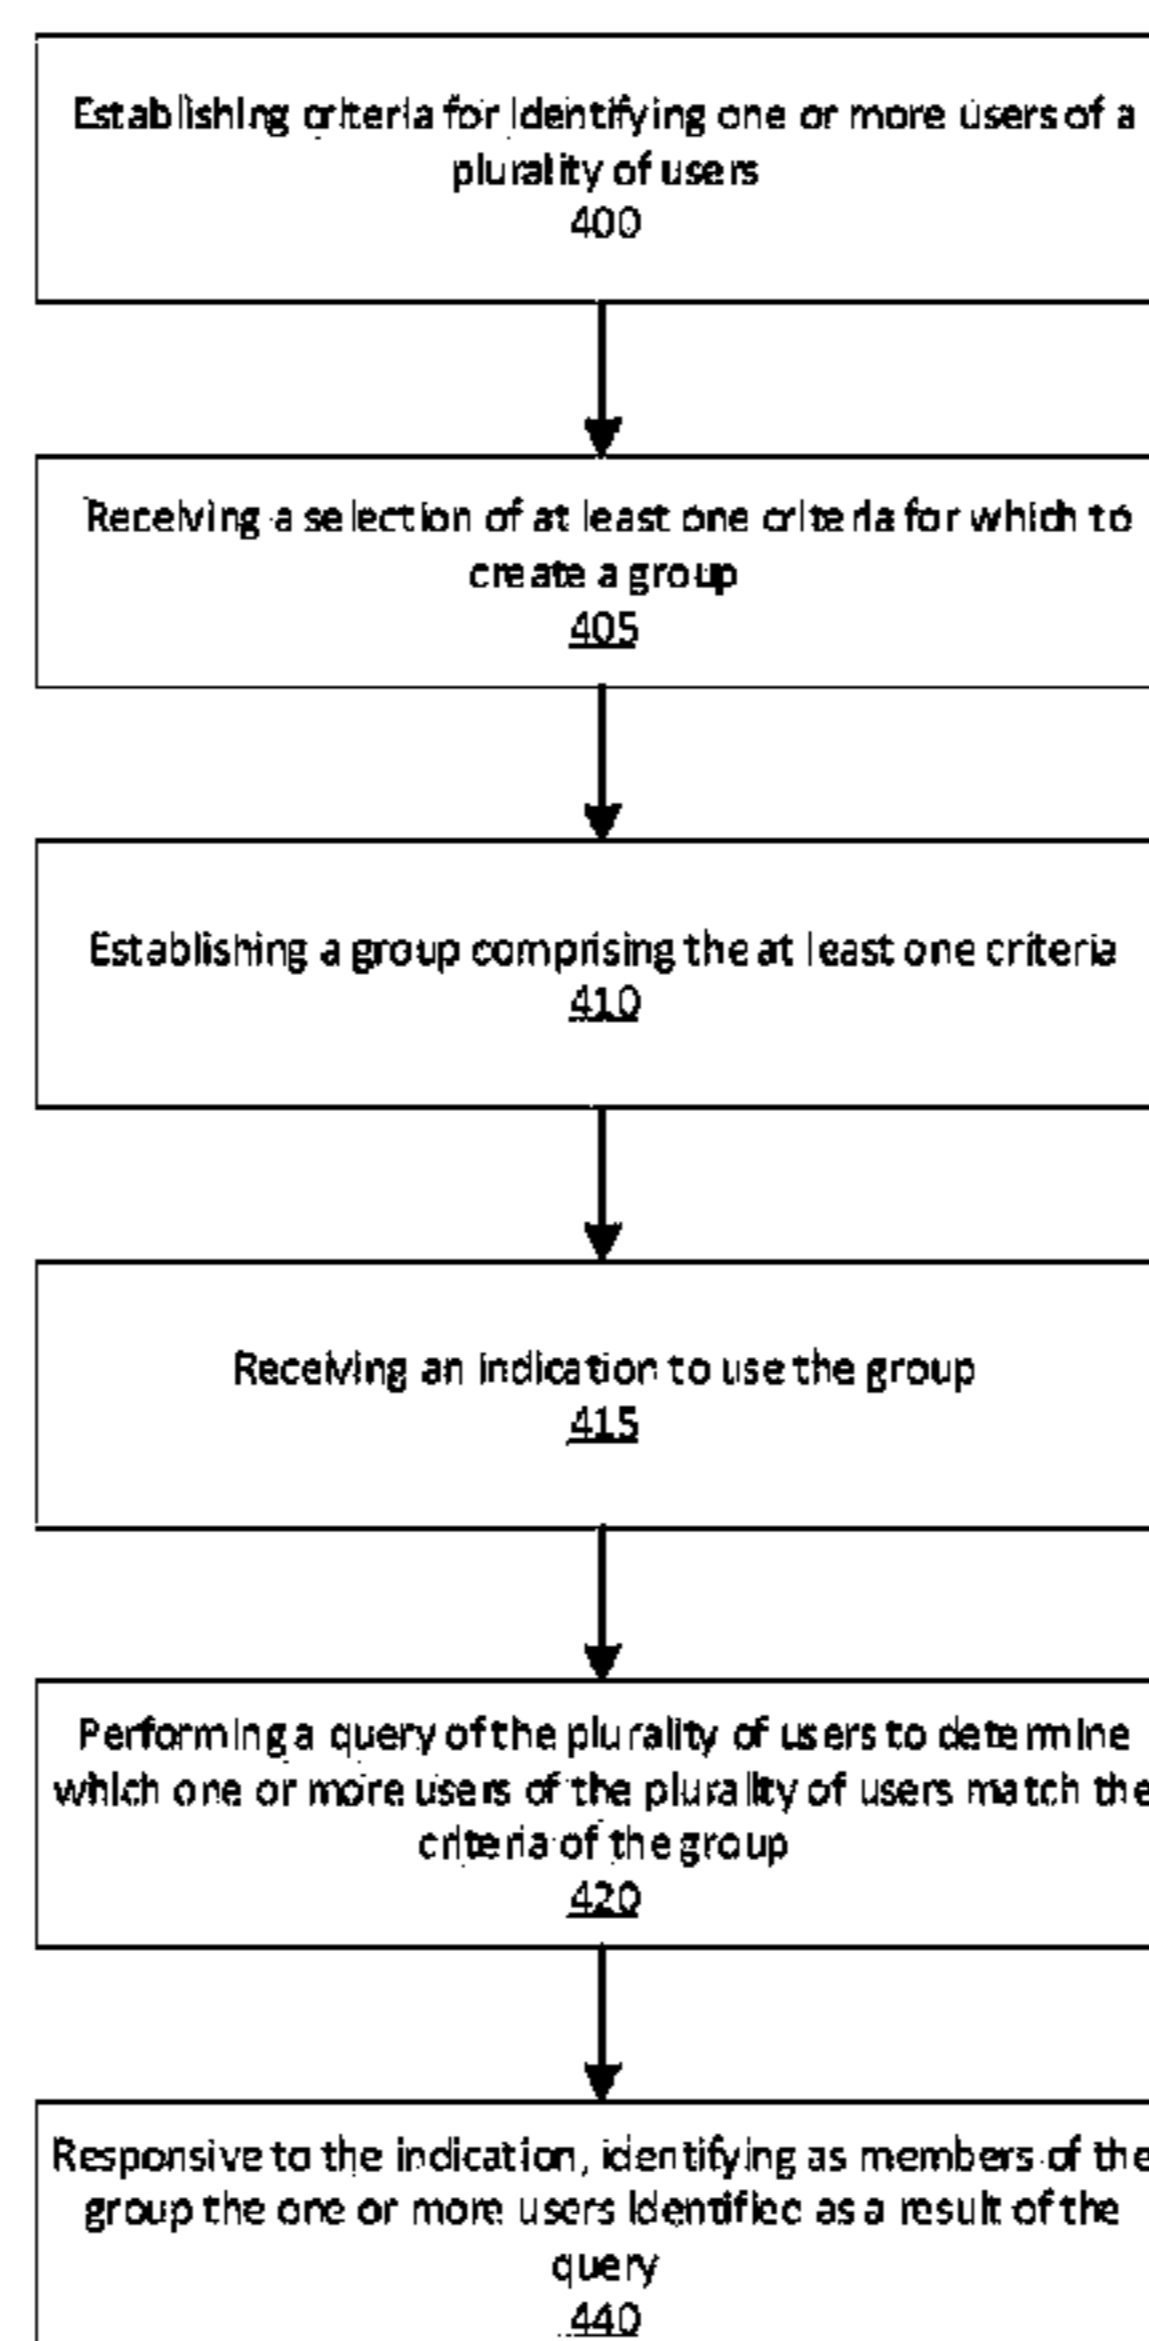 Establishing criteria for identifying one or more users of a
plurality of users
400
Receiving a selection of at least one criteria for which to
create a group
405
Establishing a group comprising the at least one criteria
410
Receiving an indication to use the group
415
Performing a query of the plurality of users to determine
which one or more users of the plurality of users match the
criteria of the group
420
Responsive to the indication, identifying as members of the
group the one or more users identified as a result of the
query
440